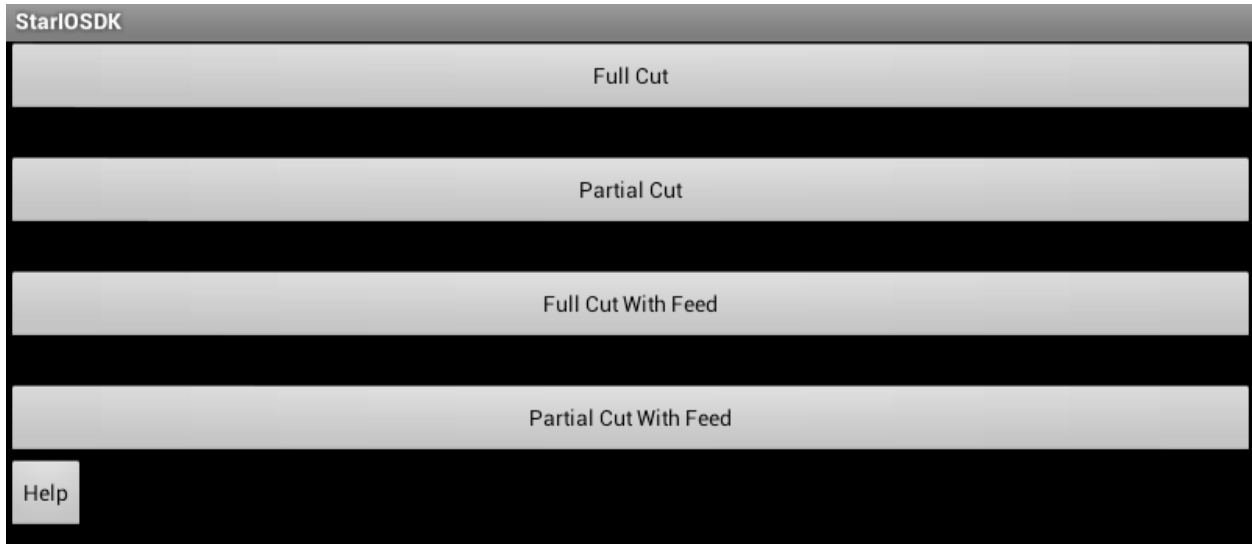 StarIOSDK
Full Cut
Partial Cut
Full Cut With Feed
Partial Cut With Feed
Help